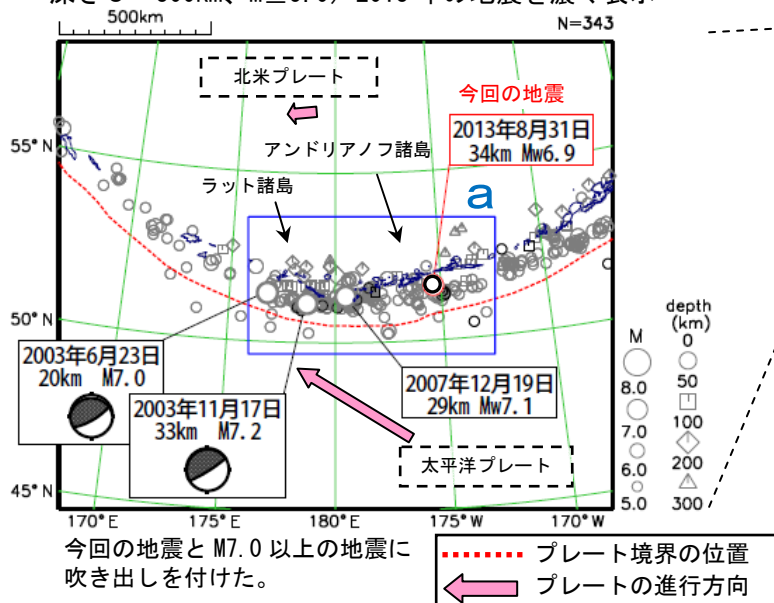 500km
N=343
北米プレート
今回の地震
2013年8月31日
34km Mw6.9
55°N
アンドリアノフ諸島
ラット諸島
a
50°N
depth
(km)
M
0
50
100
200
300
8.0
7.0
6.0
5.0
2003年6月23日
20km M7.0
2003年11月17日
33km M7.2
2007年12月19日
29km Mw7.1
太平洋プレート
45°N
170°E
175°E
180°E
175°W
170°W
今回の地震とM7.0以上の地震に
吹き出しを付けた。
プレート境界の位置
プレートの進行方向